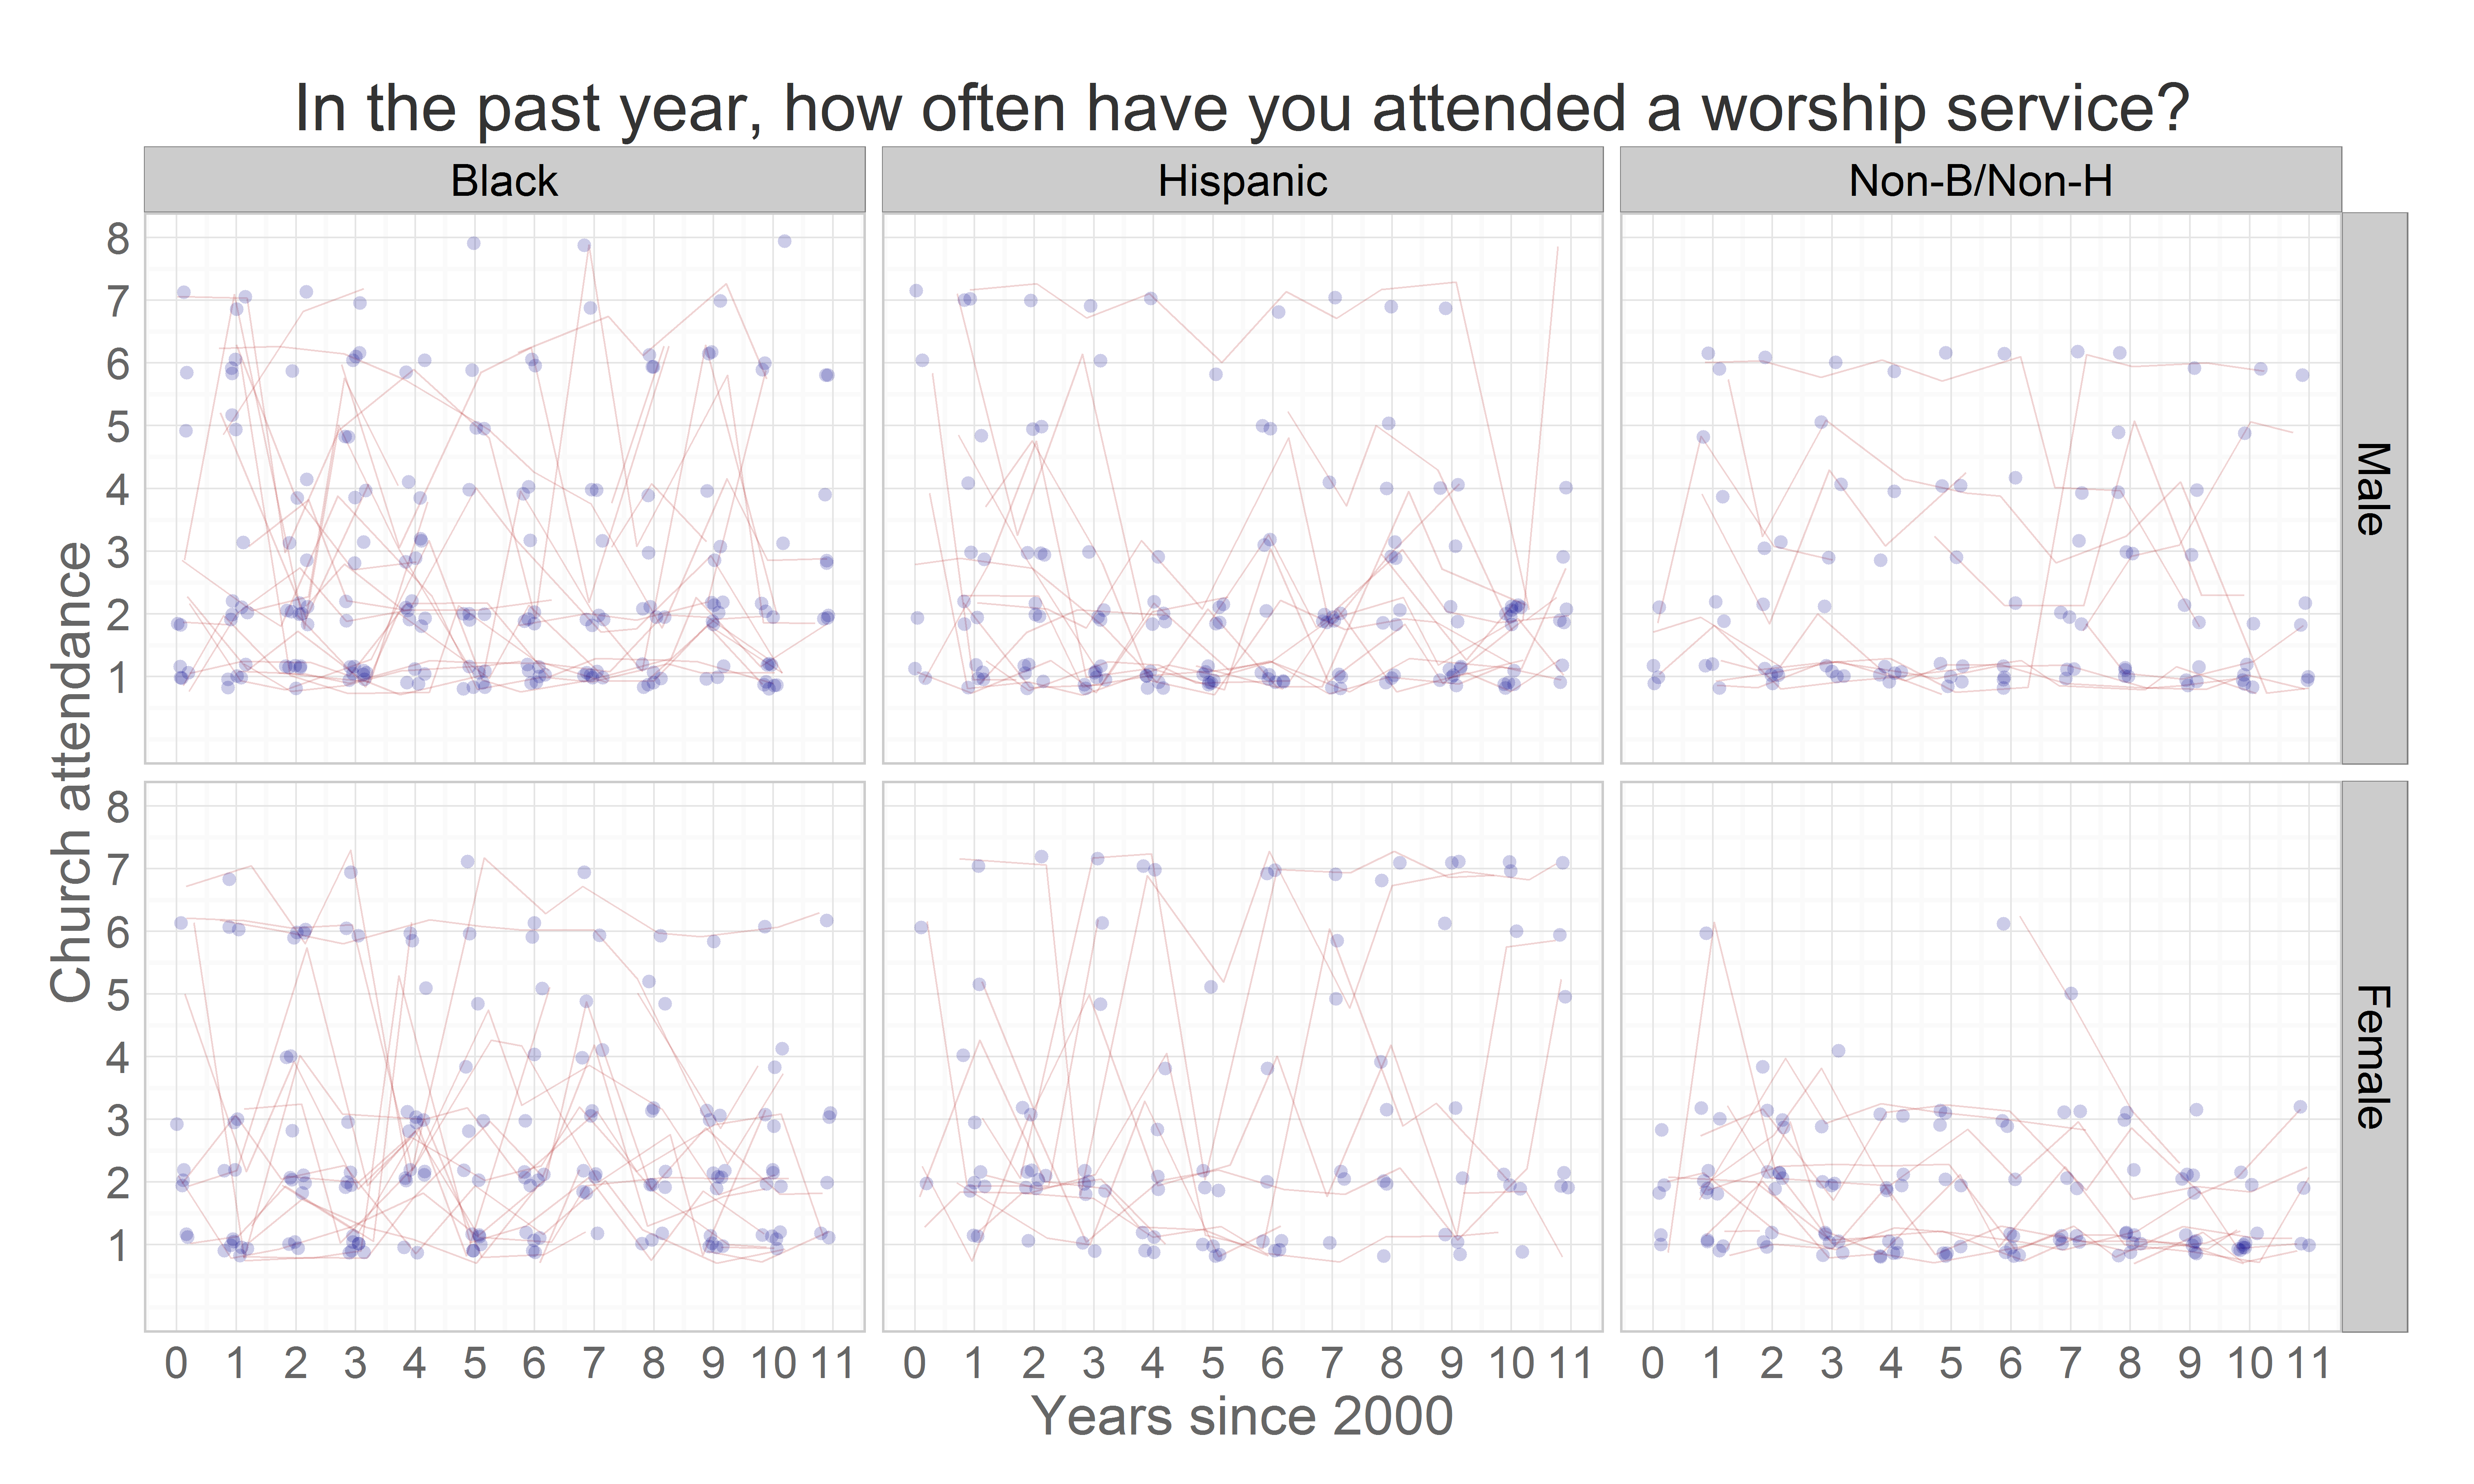 In the past year, how often have you attended a worship service?
Black Hispanic Non-B/Non-H
8
7
6
5
4
3
2
1
Male
Church attendance
8
7
6
5
4
3
2
1
Female
0 1 2 3 4 5 6 7 8 9 10 11 0 1 2 3 4 5 6 7 8 9 10 11 0 1 2 3 4 5 6 7 8 9 10 11
Years since 2000